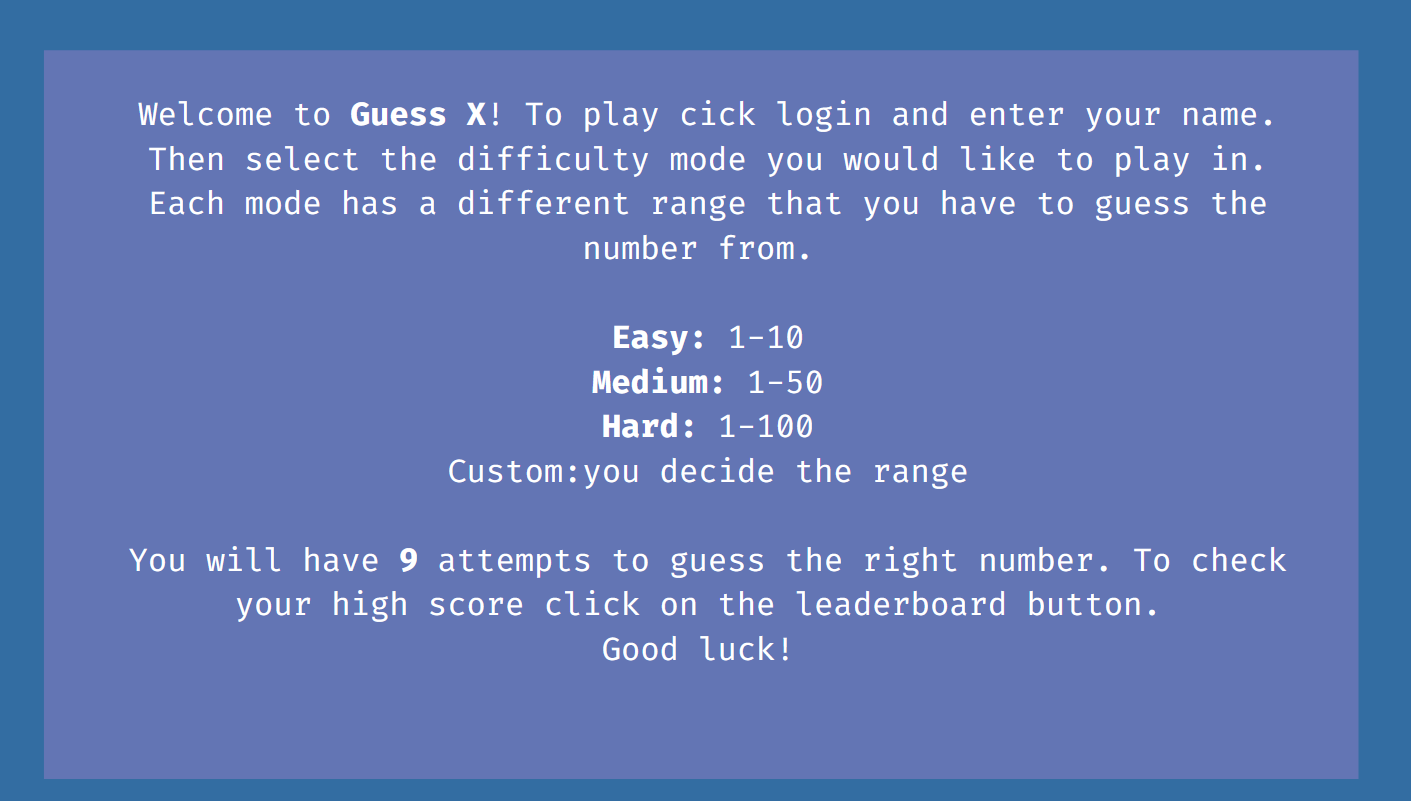 Welcome to Guess X! To play cick login and enter your name.
Then select the difficulty mode you would like to play in.
Each mode has a different range that you have to guess the
number from.
Easy: 1-10
Medium: 1-50
Hard: 1-100
Custom:you decide the range
You will have 9 attempts to guess the right number. To check
your high score click on the leaderboard button.
Good luck!